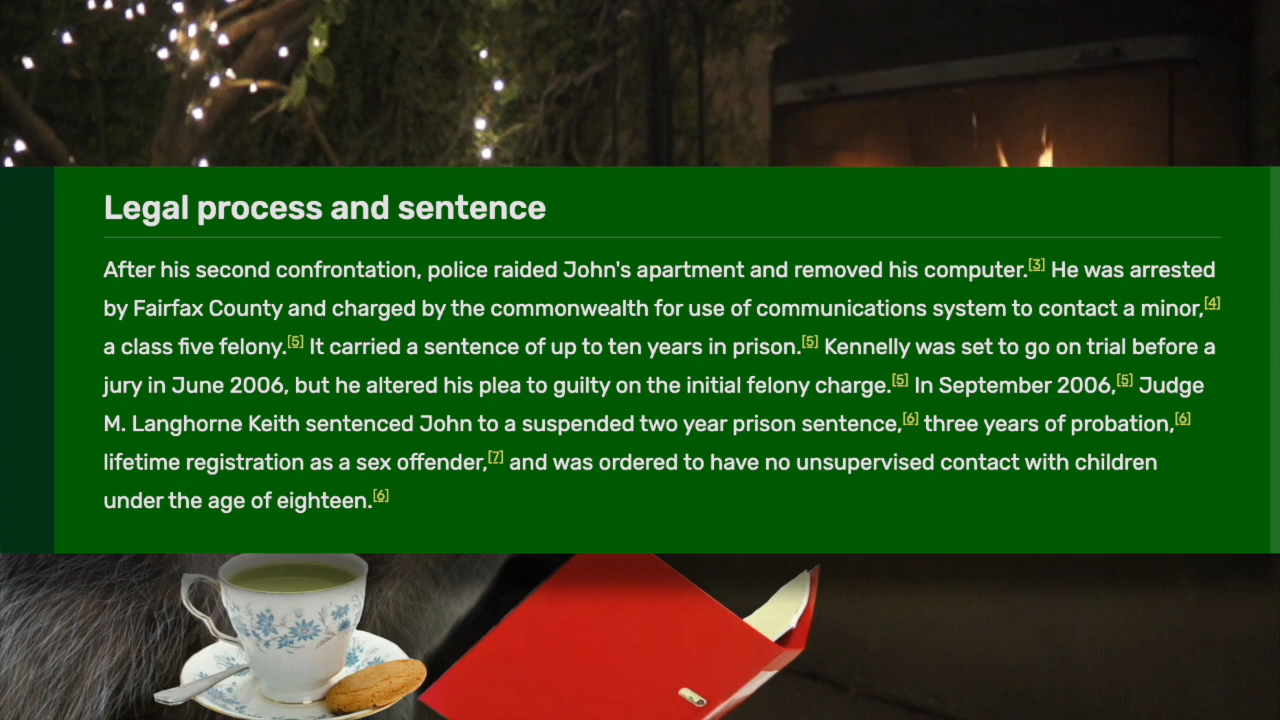 Legal process and sentence
After his second confrontation, police raided John's apartment and removed his computer.[3] He was arrested
by Fairfax County and charged by the commonwealth for use of communications system to contact a minor,[4]
a class five felony.[5] It carried a sentence of up to ten years in prison.[5] Kennelly was set to go on trial before a
jury in June 2006, but he altered his plea to guilty on the initial felony charge.[5] In September 2006,[5] Judge
M. Langhorne Keith sentenced John to a suspended two year prison sentence,[6] three years of probation,[6]
lifetime registration as a sex offender,[7] and was ordered to have no unsupervised contact with children
under the age of eighteen.[6]